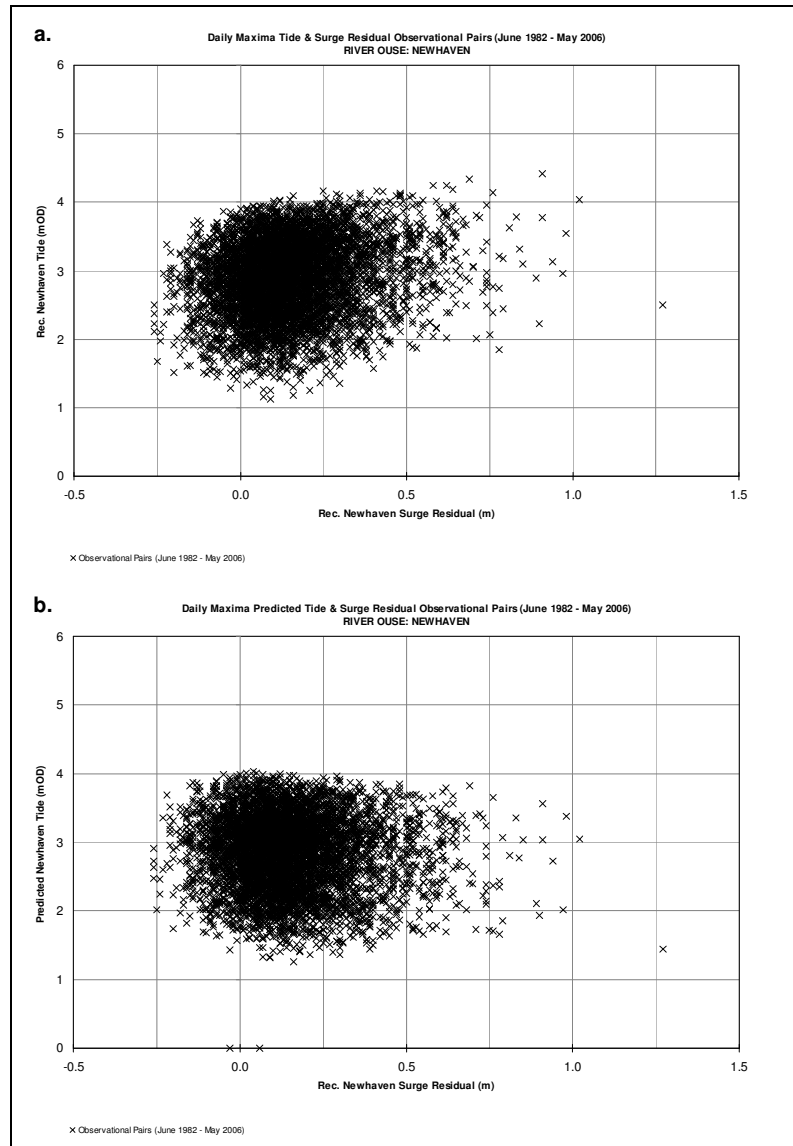 a.
Daily Maxima Tide & Surge Residual Observational Pairs (June 1982 - May 2006)
RIVER OUSE: NEWHAVEN
6
5
4
3
2
1
0
Rec. Newhaven Tide (mOD)
-0.5
0.0
0.5
1.0
1.5
Rec. Newhaven Surge Residual (m)
× Observational Pairs (June 1982 - May 2006)
b.
Daily Maxima Predicted Tide & Surge Residual Observational Pairs (June 1982 - May 2006)
RIVER OUSE: NEWHAVEN
6
5
4
3
2
1
0
Predicted Newhaven Tide (mOD)
-0.5
0.0
0.5
1.0
1.5
Rec. Newhaven Surge Residual (m)
× Observational Pairs (June 1982 - May 2006)